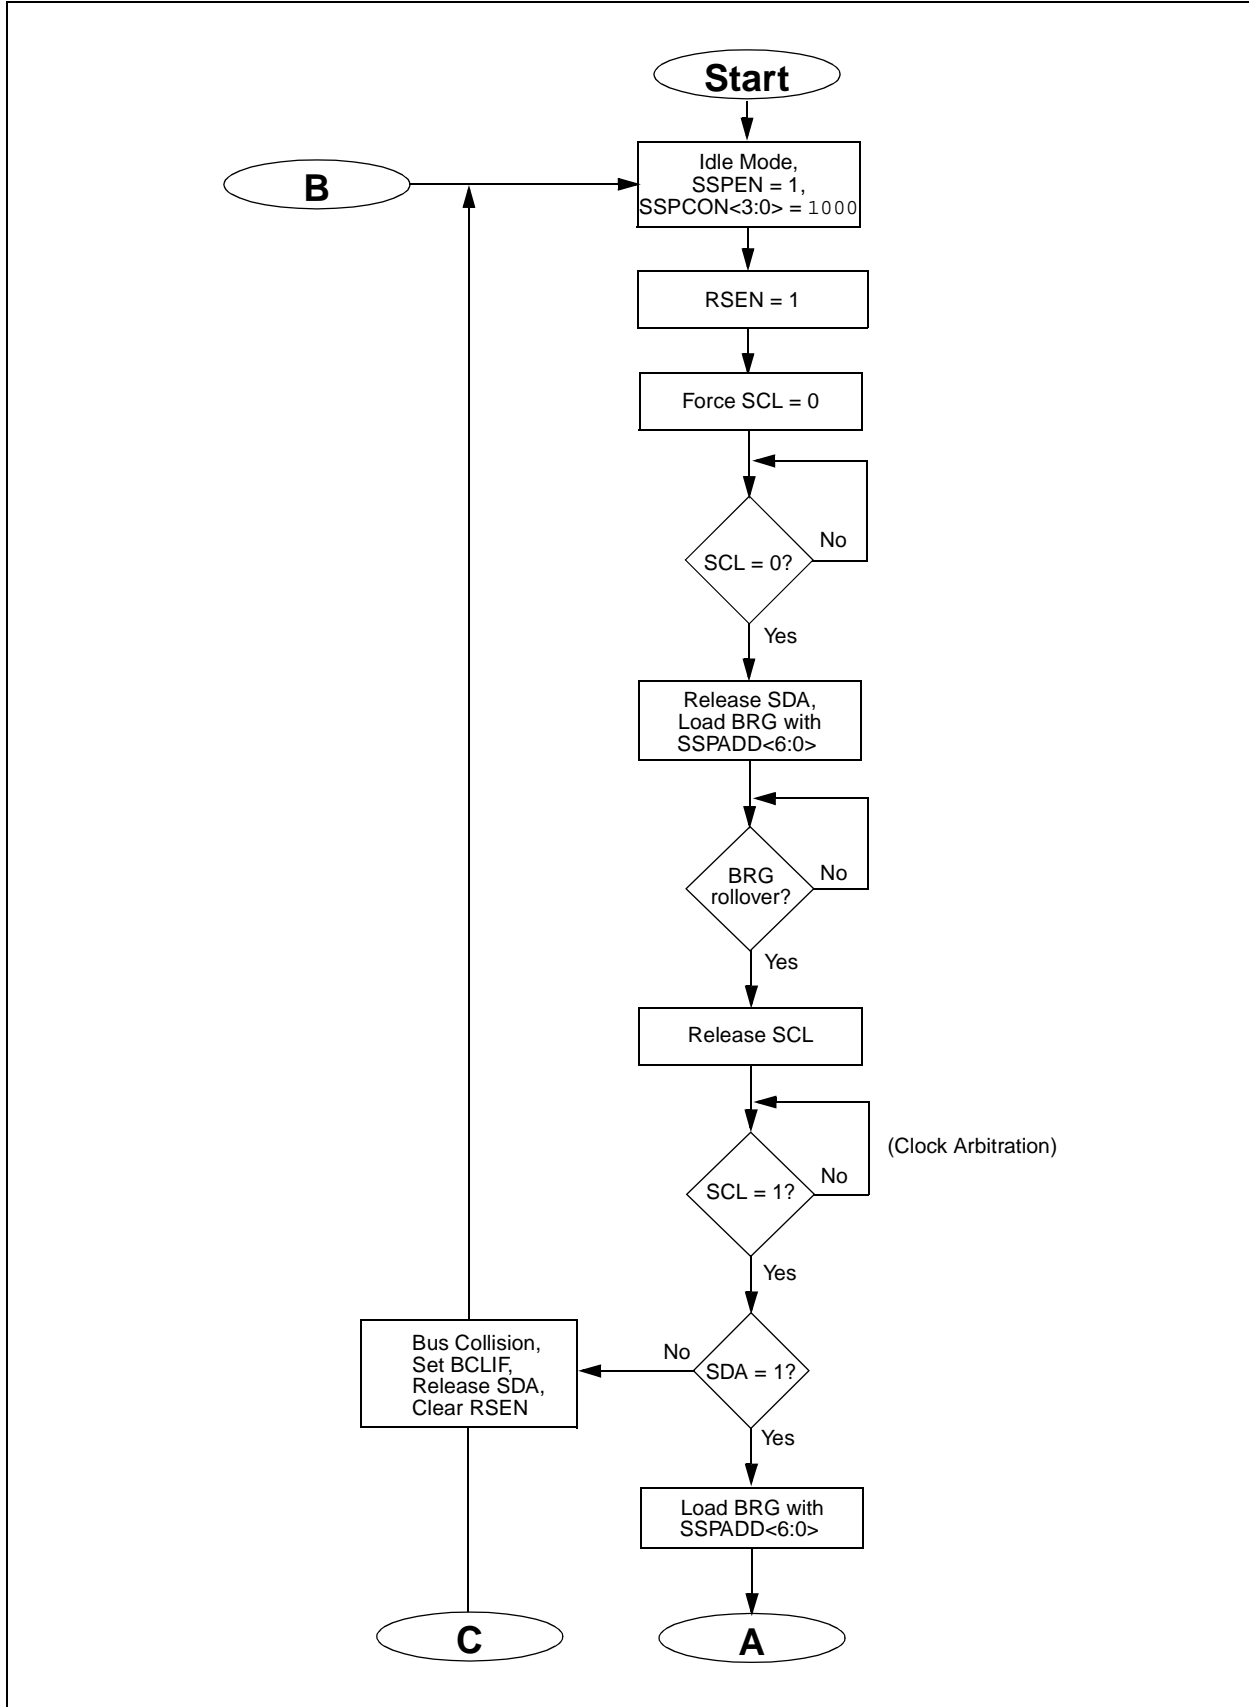 Start
B
Idle Mode,
SSPEN = 1,
SSPCON<3:0> = 1000
RSEN = 1
Force SCL = 0
SCL = 0?
No
Yes
Release SDA,
Load BRG with
SSPADD<6:0>
BRG
rollover?
No
Yes
Release SCL
(Clock Arbitration)
SCL = 1?
No
Yes
Bus Collision,
Set BCLIF,
Release SDA,
Clear RSEN
No
SDA = 1?
Yes
Load BRG with
SSPADD<6:0>
C
A